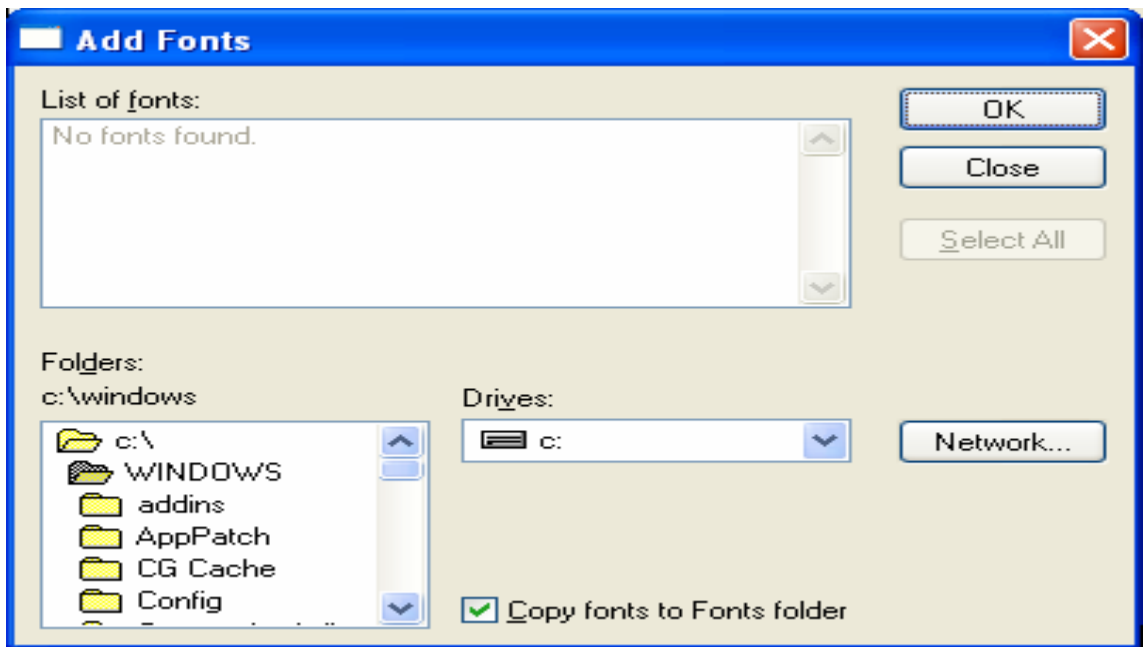 Add Fonts
List of fonts:
No fonts found.
OK
Close
Select All
Folders:
c:\windows
Drives:
c:\
WINDOWS
addins
AppPatch
CG Cache
Config
c:
Network...
Copy fonts to Fonts folder